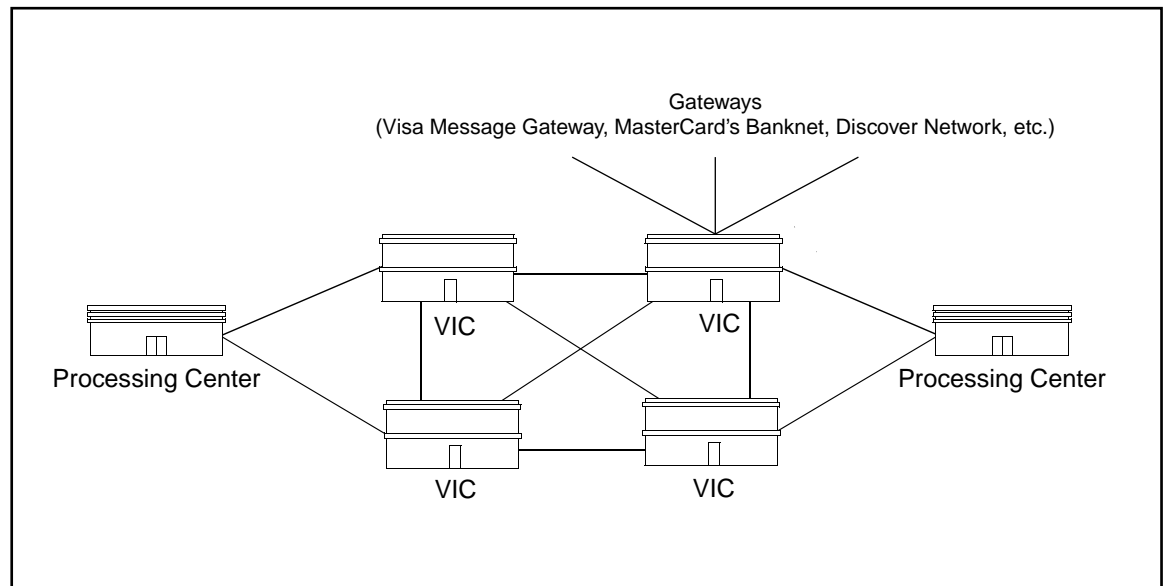 Gateways
(Visa Message Gateway, MasterCard's Banknet, Discover Network, etc.)
VIC
VIC
Processing Center
Processing Center
VIC
VIC